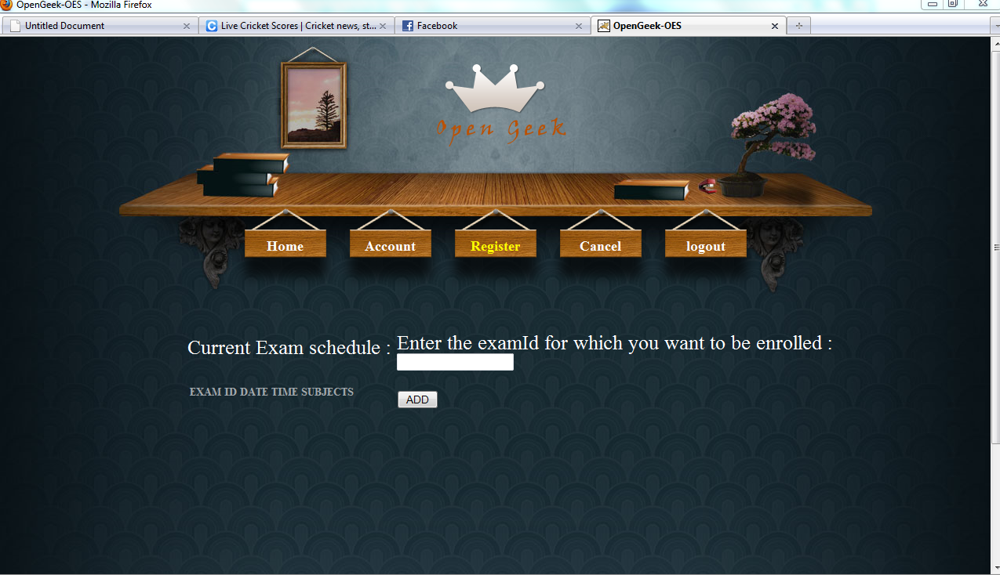 OpenGeek-OES - Mozilla Firefox
Untitled Document
Live Cricket Scores | Cricket news, st...
Facebook
OpenGeek-OES
Open Geek
Home
Account
Register
Cancel
logout
Current Exam schedule :
Enter the examId for which you want to be enrolled :
EXAM ID DATE TIME SUBJECTS
ADD